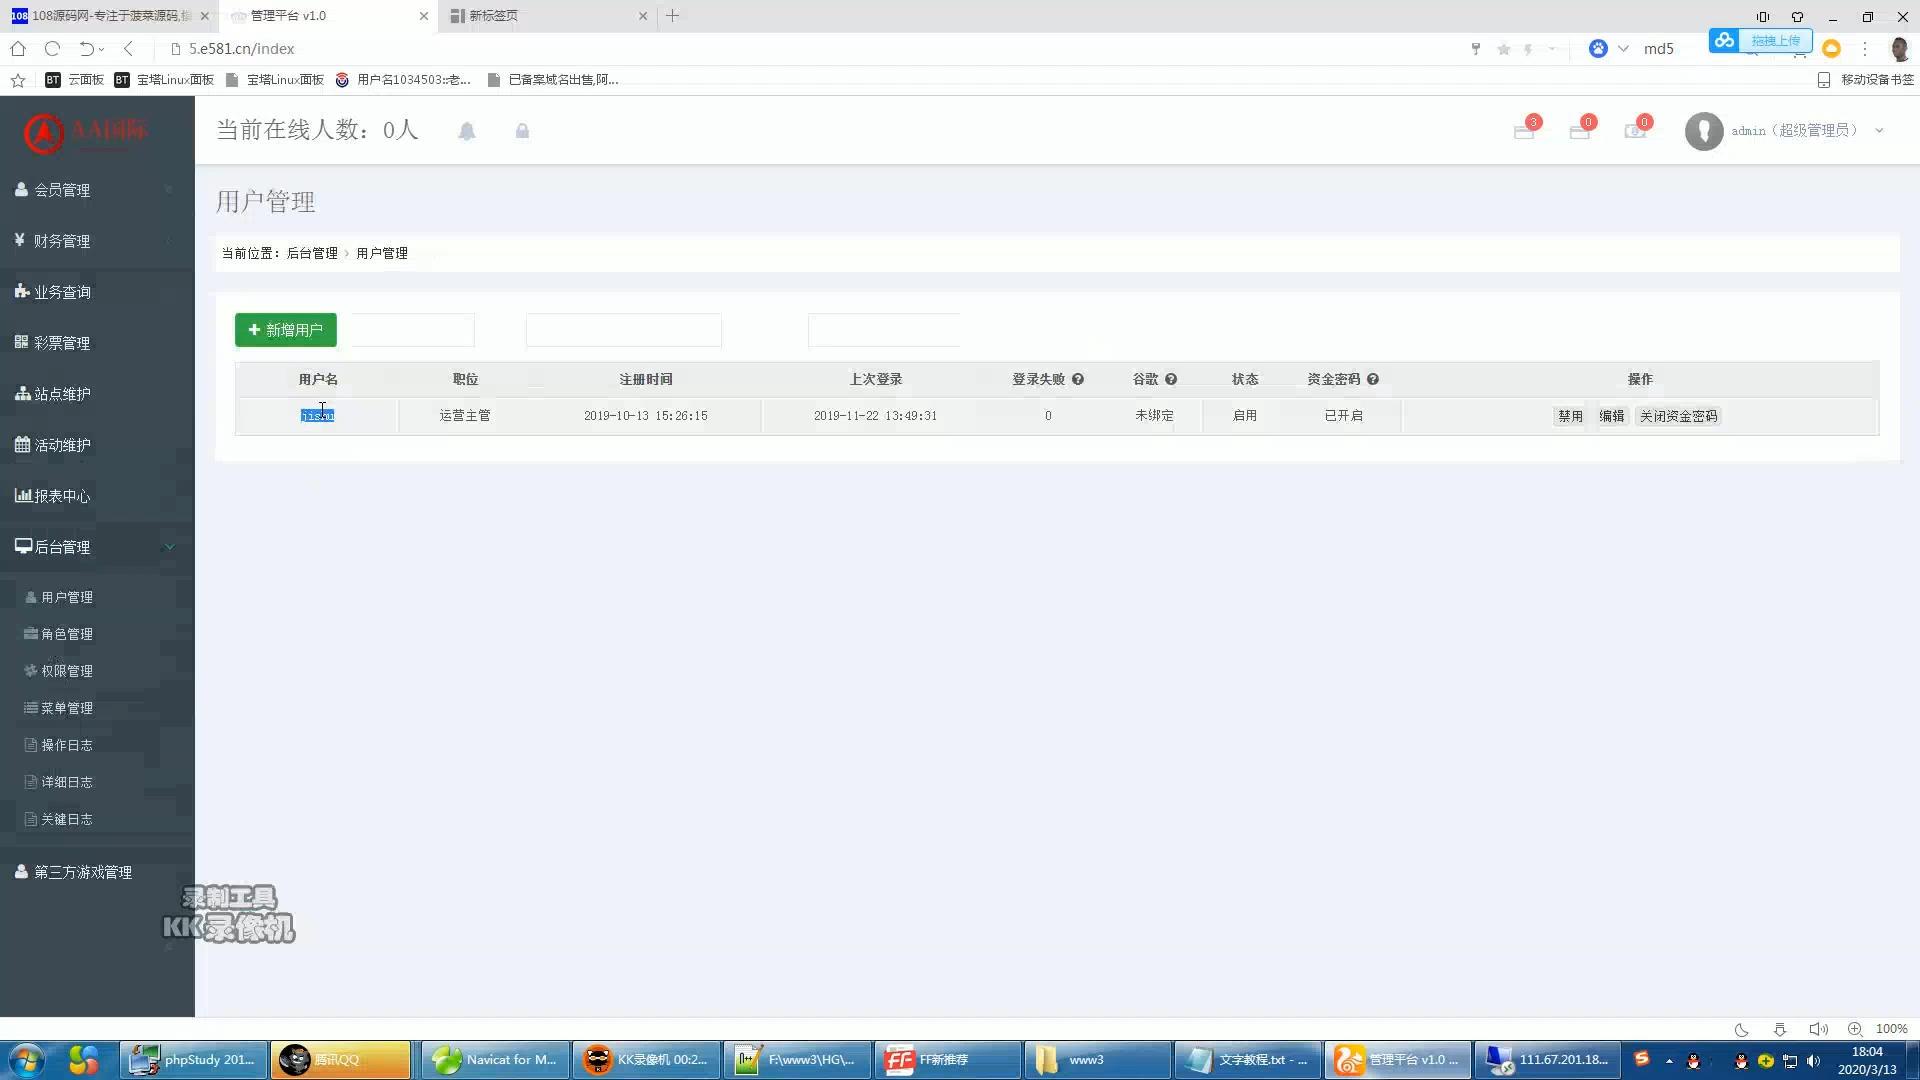 108 108源码网-专注于菠菜源码,搭
管理平台 v1.0
新标签页
5.e581.cn/index
md5
拖拽上传
BT 云面板
BT 宝塔Linux面板
宝塔Linux面板
用户名1034503::老...
已备案域名出售,阿...
移动设备书签
AA国际
当前在线人数: 0人
3
0
0
admin（超级管理员）
会员管理
财务管理
业务查询
彩票管理
站点维护
活动维护
报表中心
后台管理
用户管理
角色管理
权限管理
菜单管理
操作日志
详细日志
关键日志
第三方游戏管理
用户管理
当前位置: 后台管理 › 用户管理
新增用户
用户名 职位 注册时间 上次登录 登录失败 谷歌 状态 资金密码 操作
运营主管 2019-10-13 15:26:15 2019-11-22 13:49:31 0 未绑定 启用 已开启 禁用 编辑 关闭资金密码
录制工具
KK录像机
100%
phpStudy 201...
腾讯QQ
Navicat for M...
KK录像机 00:2...
F:\www3\HG\...
FF新推荐
www3
文字教程.txt - ...
管理平台 v1.0 ...
111.67.201.18...
18:04
2020/3/13